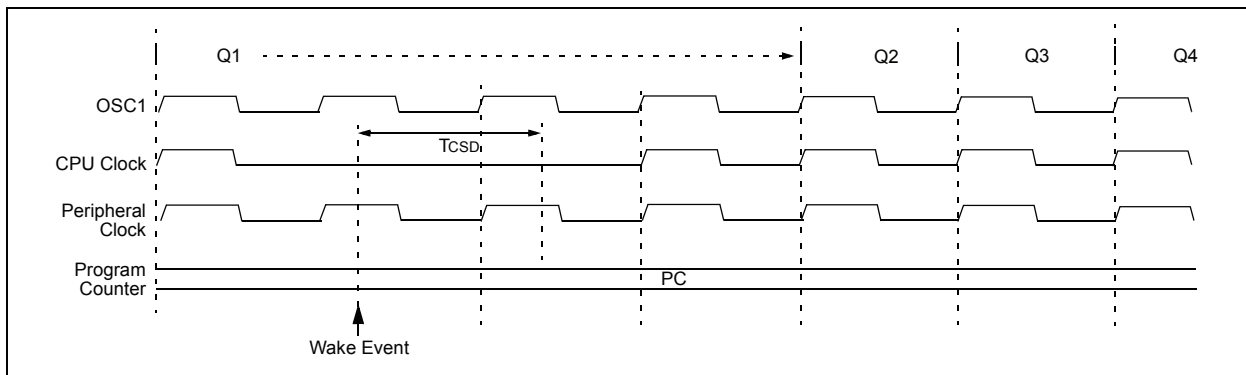 Q1 Q2 Q3 Q4
OSC1
TCSD
CPU Clock
Peripheral
Clock
Program
Counter
PC
Wake Event